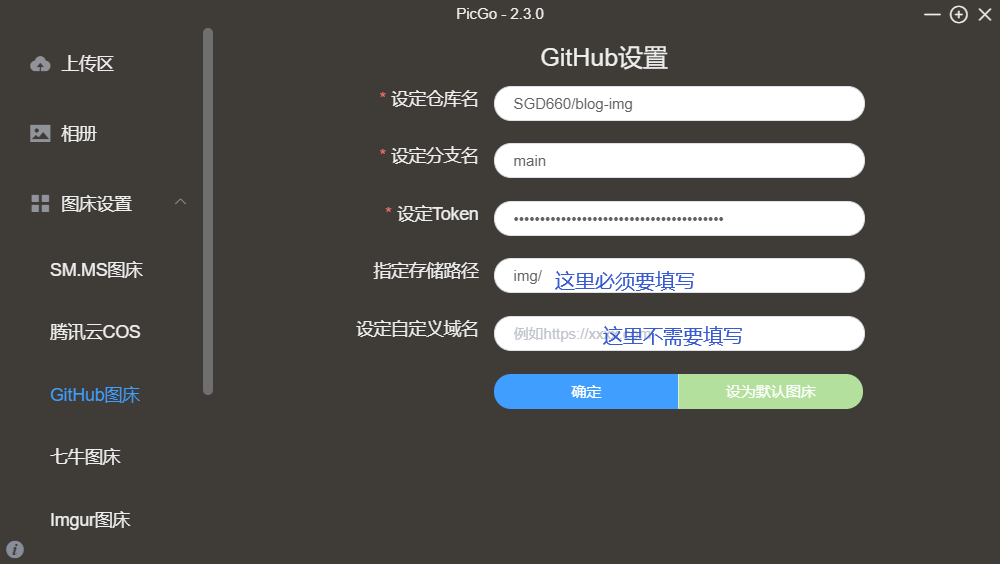 PicGo - 2.3.0
上传区
相册
图床设置
SM.MS图床
腾讯云COS
GitHub图床
七牛图床
Imgur图床
GitHub设置
* 设定仓库名 SGD660/blog-img
* 设定分支名 main
* 设定Token ••••••••••••••••••••••••••••••••••••••••
指定存储路径 img/ 这里必须要填写
设定自定义域名 例如https://xx 这里不需要填写
确定 设为默认图床